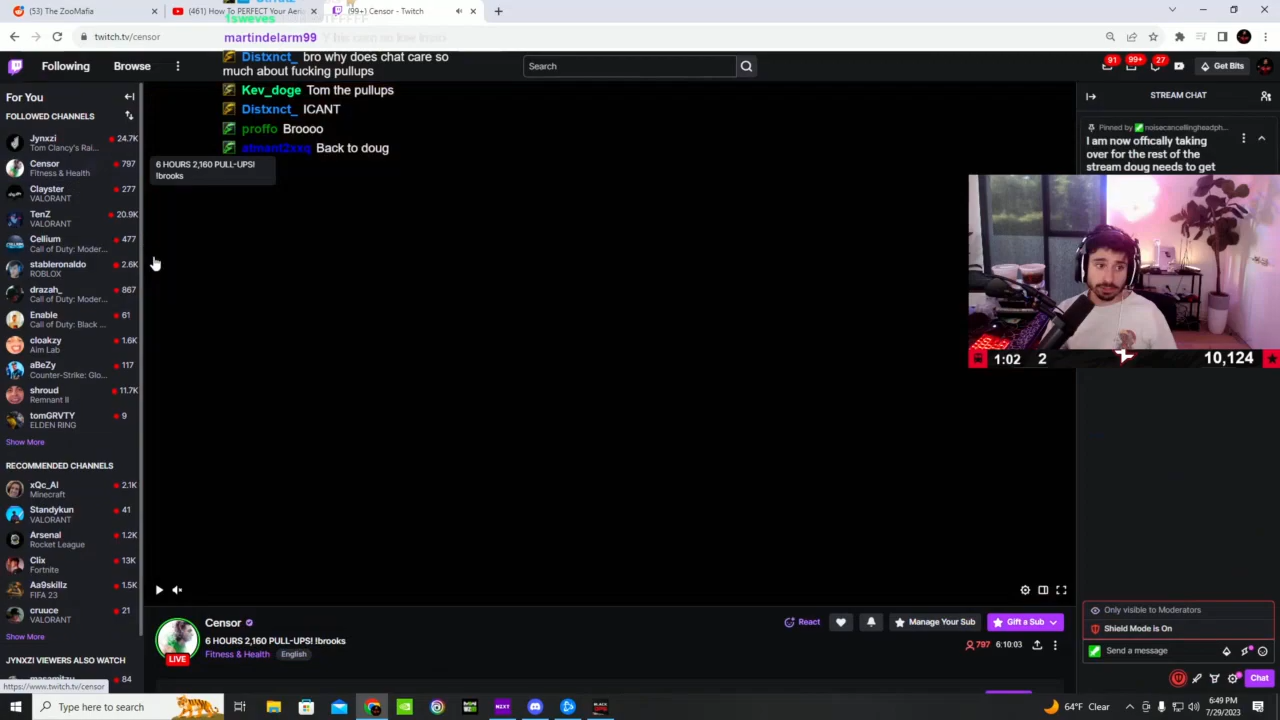 (53) The ZooMafia
(461) How To PERFECT Your Aer
(99+) Censor - Twitch
1sweves
twitch.tv/censor
martindelarm99
Distxnct_ bro why does chat care so
much about fucking pullups
Kev_doge Tom the pullups
Distxnct_ ICANT
proffo Broooo
Back to doug
Following
Browse
Search
91
99+
27
Get Bits
For You
FOLLOWED CHANNELS
Jynxzi 24.7K
Tom Clancy's Rai...
Censor 797
Fitness & Health
Clayster 277
VALORANT
TenZ 20.9K
VALORANT
Cellium 477
Call of Duty: Moder...
stableronaldo 2.6K
ROBLOX
drazah_ 867
Call of Duty: Moder...
Enable 61
Call of Duty: Black ...
cloakzy 1.6K
Aim Lab
aBeZy 117
Counter-Strike: Glo...
shroud 11.7K
Remnant II
tomGRVTY 9
ELDEN RING
Show More
RECOMMENDED CHANNELS
xQc_AI 2.1K
Minecraft
Standykun 41
VALORANT
Arsenal 1.2K
Rocket League
Clix 13K
Fortnite
Aa9skillz 1.5K
FIFA 23
cruuce 21
VALORANT
Show More
JYNXZI VIEWERS ALSO WATCH
masamitzu 84
https://www.twitch.tv/censor
6 HOURS 2,160 PULL-UPS!
!brooks
STREAM CHAT
Pinned by noisecancellingheadph...
I am now offically taking
over for the rest of the
stream doug needs to get
1:02 2 10,124
Censor
6 HOURS 2,160 PULL-UPS! !brooks
Fitness & Health English
LIVE
React
Manage Your Sub
Gift a Sub
797 6:10:03
Only visible to Moderators
Shield Mode is On
Send a message
Chat
Type here to search
NZXT
64°F Clear
6:49 PM
7/29/2023